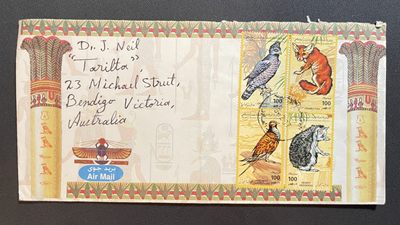 Dr. J. Neil
"Tarilta",
23 Michael Street,
Bendigo Victoria,
Australia
بريد جوي
Air Mail
100
100
100
100